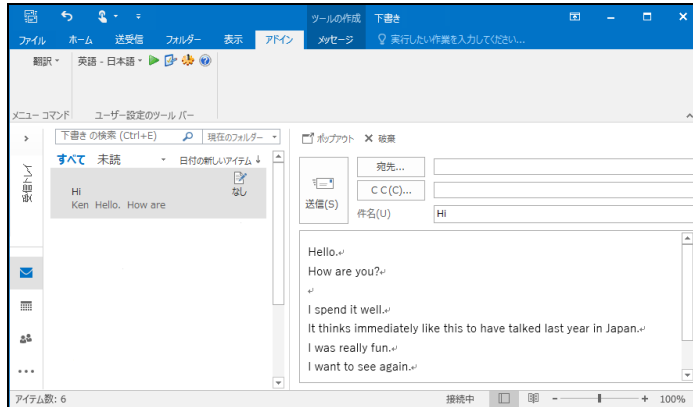 ツールの作成 下書き
ファイル ホーム 送受信 フォルダー 表示 アドイン メッセージ 実行したい作業を入力してください...
翻訳 英語 - 日本語
メニュー コマンド ユーザー設定のツール バー
下書き の検索 (Ctrl+E) 現在のフォルダー
ポップアウト 破棄
すべて 未読 日付の新しいアイテム ↓
受信トレイ
Hi なし
Ken Hello. How are
宛先...
C C (C)...
送信(S)
件名(U) Hi
Hello.↵
How are you?↵
↵
I spend it well.↵
It thinks immediately like this to have talked last year in Japan.↵
I was really fun.↵
I want to see again.↵
アイテム数: 6 接続中 100%